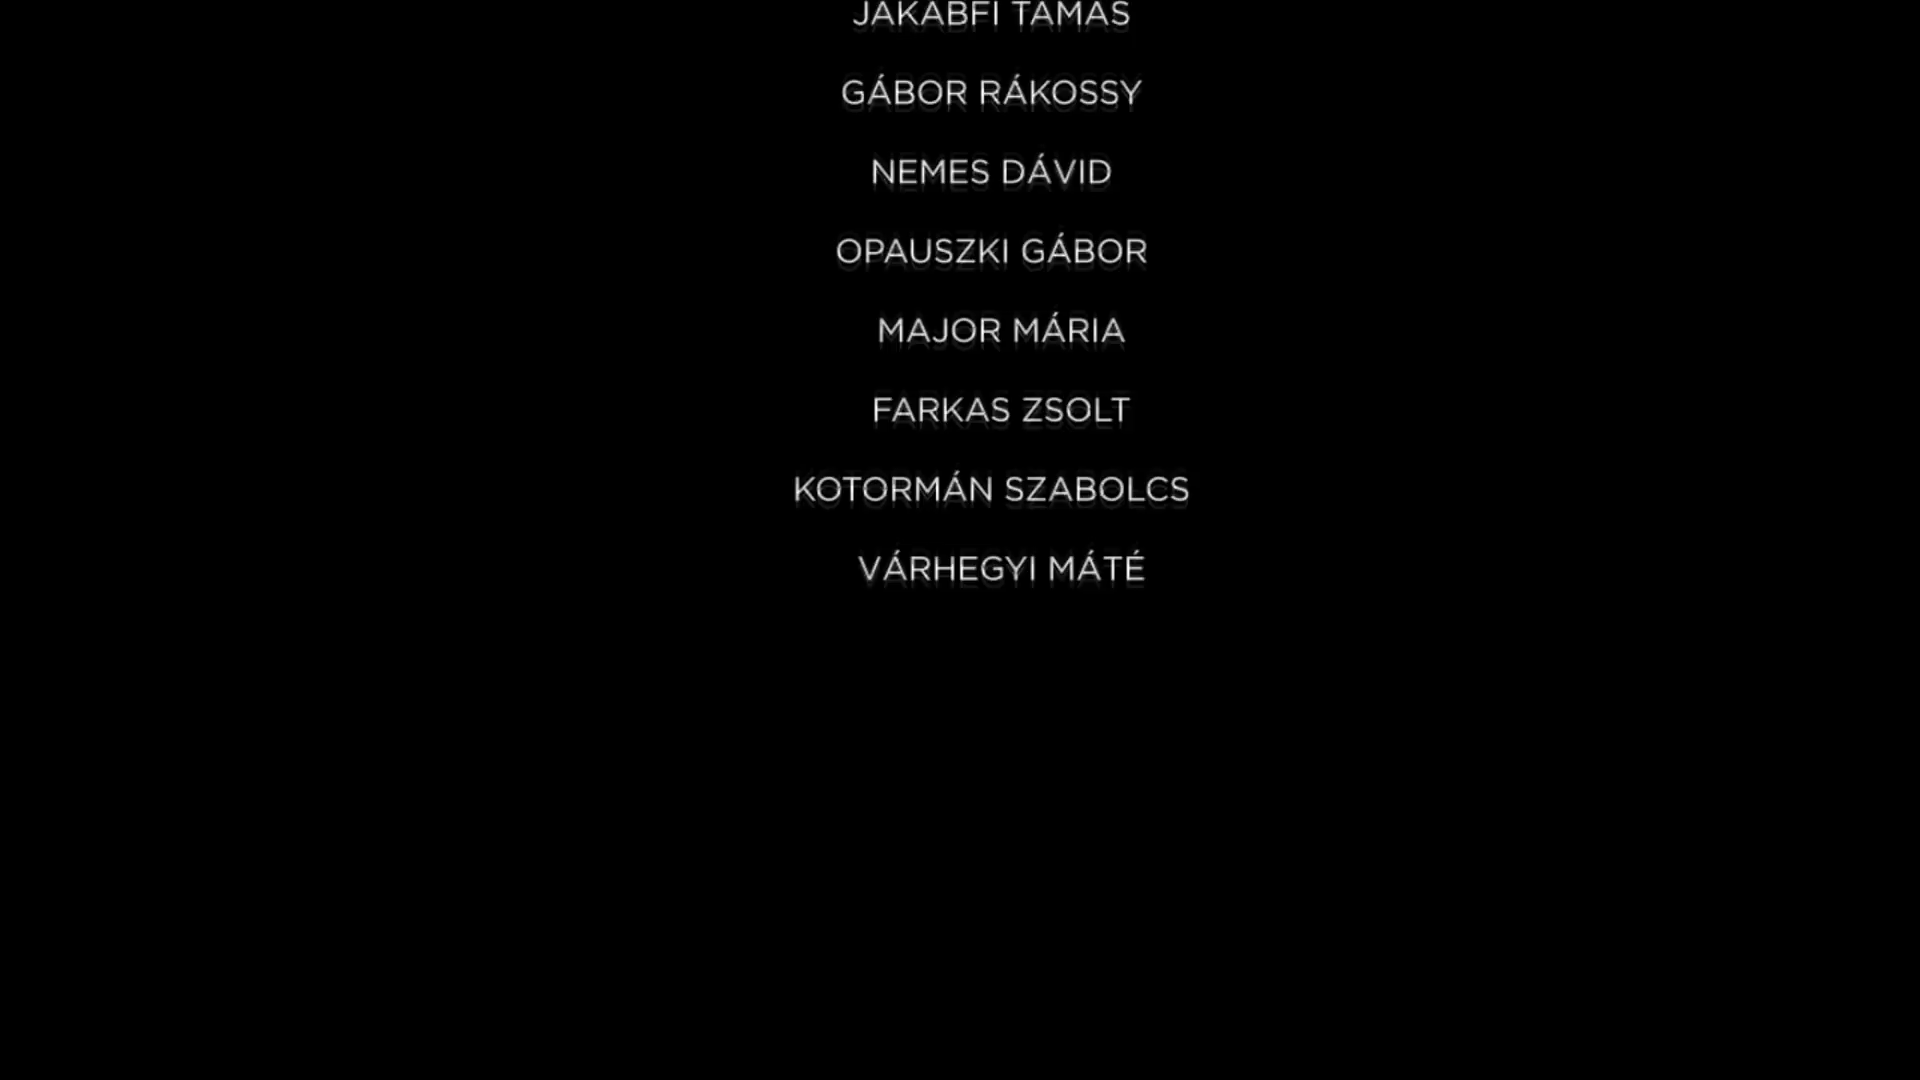 JAKABFI TAMÁS
GÁBOR RÁKOSSY
NEMES DÁVID
OPAUSZKI GÁBOR
MAJOR MÁRIA
FARKAS ZSOLT
KOTORMÁN SZABOLCS
VÁRHEGYI MÁTÉ